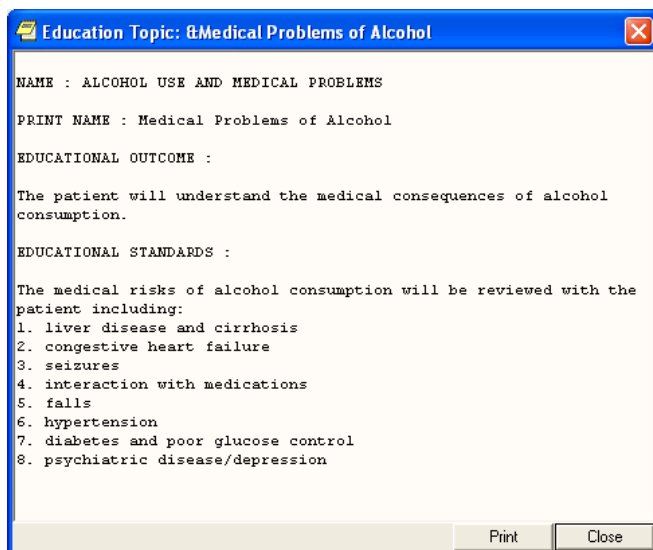 Education Topic: &Medical Problems of Alcohol
NAME : ALCOHOL USE AND MEDICAL PROBLEMS
PRINT NAME : Medical Problems of Alcohol
EDUCATIONAL OUTCOME :
The patient will understand the medical consequences of alcohol
consumption.
EDUCATIONAL STANDARDS :
The medical risks of alcohol consumption will be reviewed with the
patient including:
1. liver disease and cirrhosis
2. congestive heart failure
3. seizures
4. interaction with medications
5. falls
6. hypertension
7. diabetes and poor glucose control
8. psychiatric disease/depression
Print Close